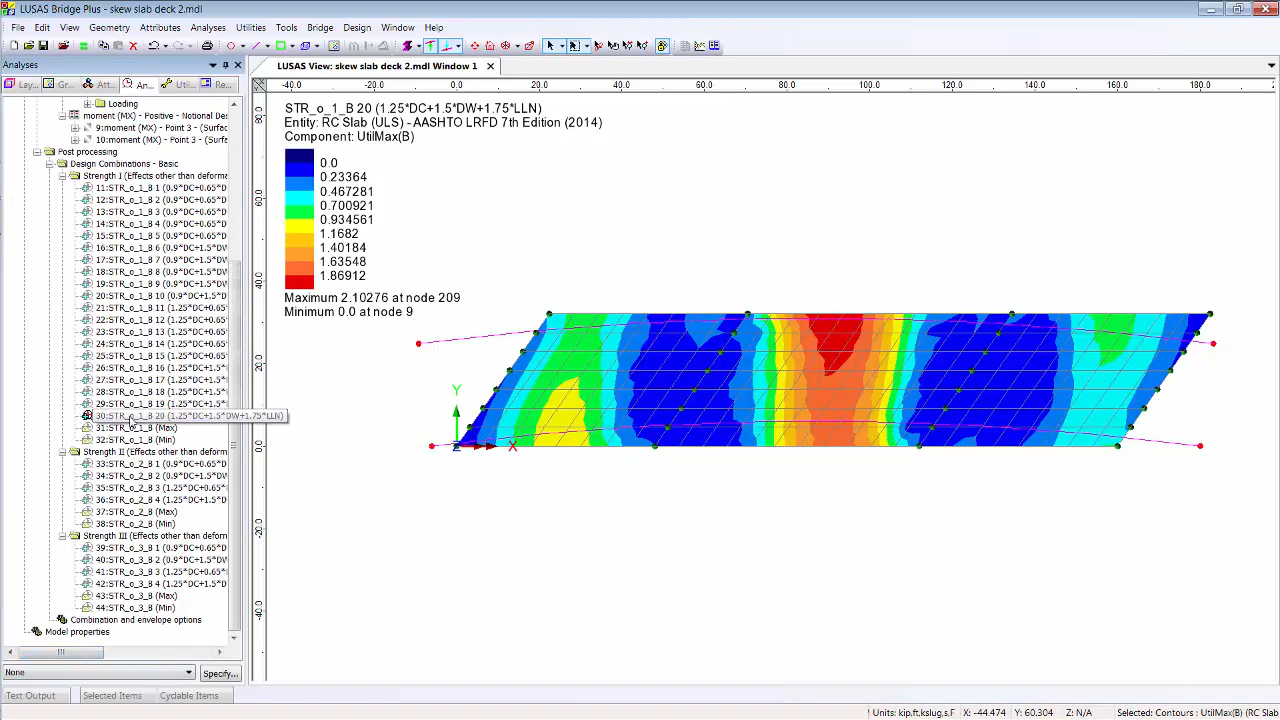 LUSAS Bridge Plus - skew slab deck 2.mdl
File Edit View Geometry Attributes Analyses Utilities Tools Bridge Design Window Help
Analyses
LUSAS View: skew slab deck 2.mdl Window 1
Lay... Gr... Att... An... Util... Re...
-40.0 -20.0 0.0 20.0 40.0 60.0 80.0 100.0 120.0 140.0 160.0 180.0
80.0
60.0
40.0
20.0
0.0
-20.0
-40.0
STR_o_1_B 20 (1.25*DC+1.5*DW+1.75*LLN)
Entity: RC Slab (ULS) - AASHTO LRFD 7th Edition (2014)
Component: UtilMax(B)
0.0
0.23364
0.467281
0.700921
0.934561
1.1682
1.40184
1.63548
1.86912
Maximum 2.10276 at node 209
Minimum 0.0 at node 9
Y
Z
X
Loading
moment (MX) - Positive - Notional De
9:moment (MX) - Point 3 - (Surfac
10:moment (MX) - Point 3 - (Surfa
Post processing
Design Combinations - Basic
Strength I (Effects other than deforma
11:STR_o_1_B 1 (0.9*DC+0.65*D
12:STR_o_1_B 2 (0.9*DC+0.65*D
13:STR_o_1_B 3 (0.9*DC+0.65*D
14:STR_o_1_B 4 (0.9*DC+0.65*D
15:STR_o_1_B 5 (0.9*DC+0.65*D
16:STR_o_1_B 6 (0.9*DC+1.5*DW
17:STR_o_1_B 7 (0.9*DC+1.5*D
18:STR_o_1_B 8 (0.9*DC+1.5*D
19:STR_o_1_B 9 (0.9*DC+1.5*D
20:STR_o_1_B 10 (0.9*DC+1.5*D
21:STR_o_1_B 11 (1.25*DC+0.65
22:STR_o_1_B 12 (1.25*DC+0.65
23:STR_o_1_B 13 (1.25*DC+0.65
24:STR_o_1_B 14 (1.25*DC+0.65
25:STR_o_1_B 15 (1.25*DC+0.65
26:STR_o_1_B 16 (1.25*DC+1.5*
27:STR_o_1_B 17 (1.25*DC+1.5*
28:STR_o_1_B 18 (1.25*DC+1.5*
29:STR_o_1_B 19 (1.25*DC+1.5*
30:STR_o_1_B 20 (1.25*DC+1.5*DW+1.75*LLN)
31:STR_o_1_B (Max)
32:STR_o_1_B (Min)
Strength II (Effects other than deform
33:STR_o_2_B 1 (0.9*DC+0.65*D
34:STR_o_2_B 2 (0.9*DC+1.5*DW
35:STR_o_2_B 3 (1.25*DC+0.65*
36:STR_o_2_B 4 (1.25*DC+1.5*D
37:STR_o_2_B (Max)
38:STR_o_2_B (Min)
Strength III (Effects other than deform
39:STR_o_3_B 1 (0.9*DC+0.65*D
40:STR_o_3_B 2 (0.9*DC+1.5*DW
41:STR_o_3_B 3 (1.25*DC+0.65*
42:STR_o_3_B 4 (1.25*DC+1.5*D
43:STR_o_3_B (Max)
44:STR_o_3_B (Min)
Combination and envelope options
Model properties
None
Specify...
Text Output Selected Items Cyclable Items
Units: kip,ft,kslug,s,F X: -44.474 Y: 60.304 Z: N/A Selected: Contours : UtilMax(B) (RC Slab